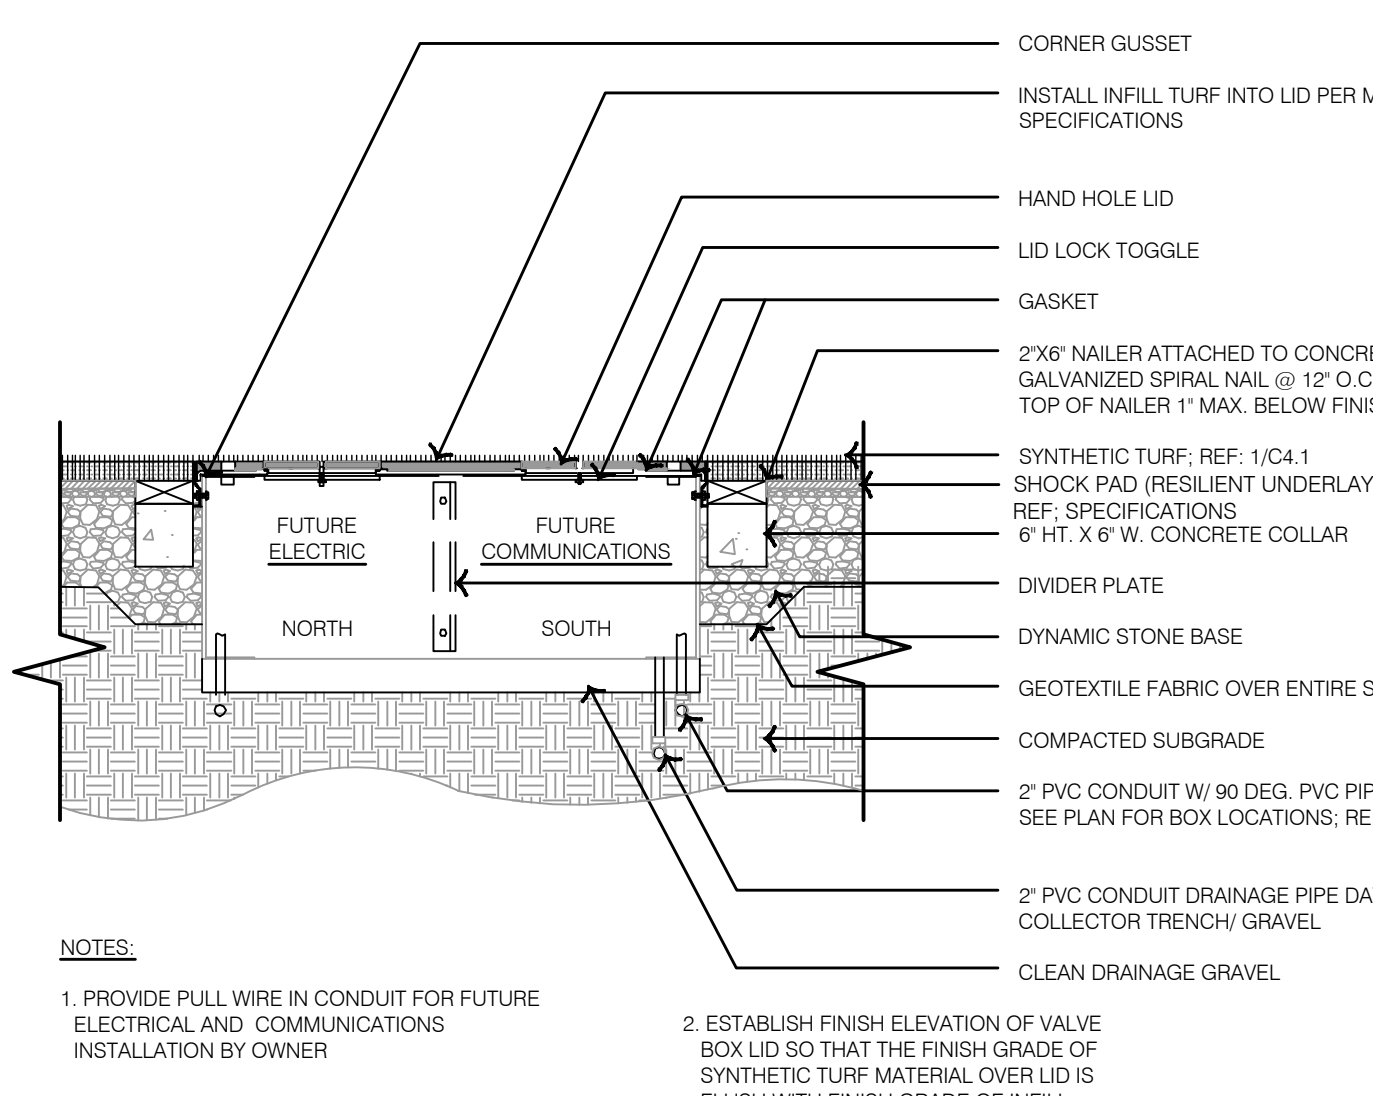 CORNER GUSSET
INSTALL INFILL TURF INTO LID PER
SPECIFICATIONS
HAND HOLE LID
LID LOCK TOGGLE
GASKET
2"X6" NAILER ATTACHED TO
GALVANIZED SPIRAL NAIL @ 12" O.C
TOP OF NAILER 1" MAX. BELOW
SYNTHETIC TURF; REF: 1/C4.1
SHOCK PAD (RESILIENT UNDERLAY
REF; SPECIFICATIONS
6" HT. X 6" W. CONCRETE COLLAR
FUTURE
ELECTRIC
FUTURE
COMMUNICATIONS
DIVIDER PLATE
NORTH
SOUTH
DYNAMIC STONE BASE
GEOTEXTILE FABRIC OVER ENTIRE
COMPACTED SUBGRADE
2" PVC CONDUIT W/ 90 DEG. PVC
SEE PLAN FOR BOX LOCATIONS;
2" PVC CONDUIT DRAINAGE PIPE
COLLECTOR TRENCH/ GRAVEL
CLEAN DRAINAGE GRAVEL
NOTES:
1. PROVIDE PULL WIRE IN CONDUIT FOR FUTURE
ELECTRICAL AND COMMUNICATIONS
INSTALLATION BY OWNER
2. ESTABLISH FINISH ELEVATION OF VALVE
BOX LID SO THAT THE FINISH GRADE OF
SYNTHETIC TURF MATERIAL OVER LID IS
FLUSH WITH FINISH GRADE OF INFILL